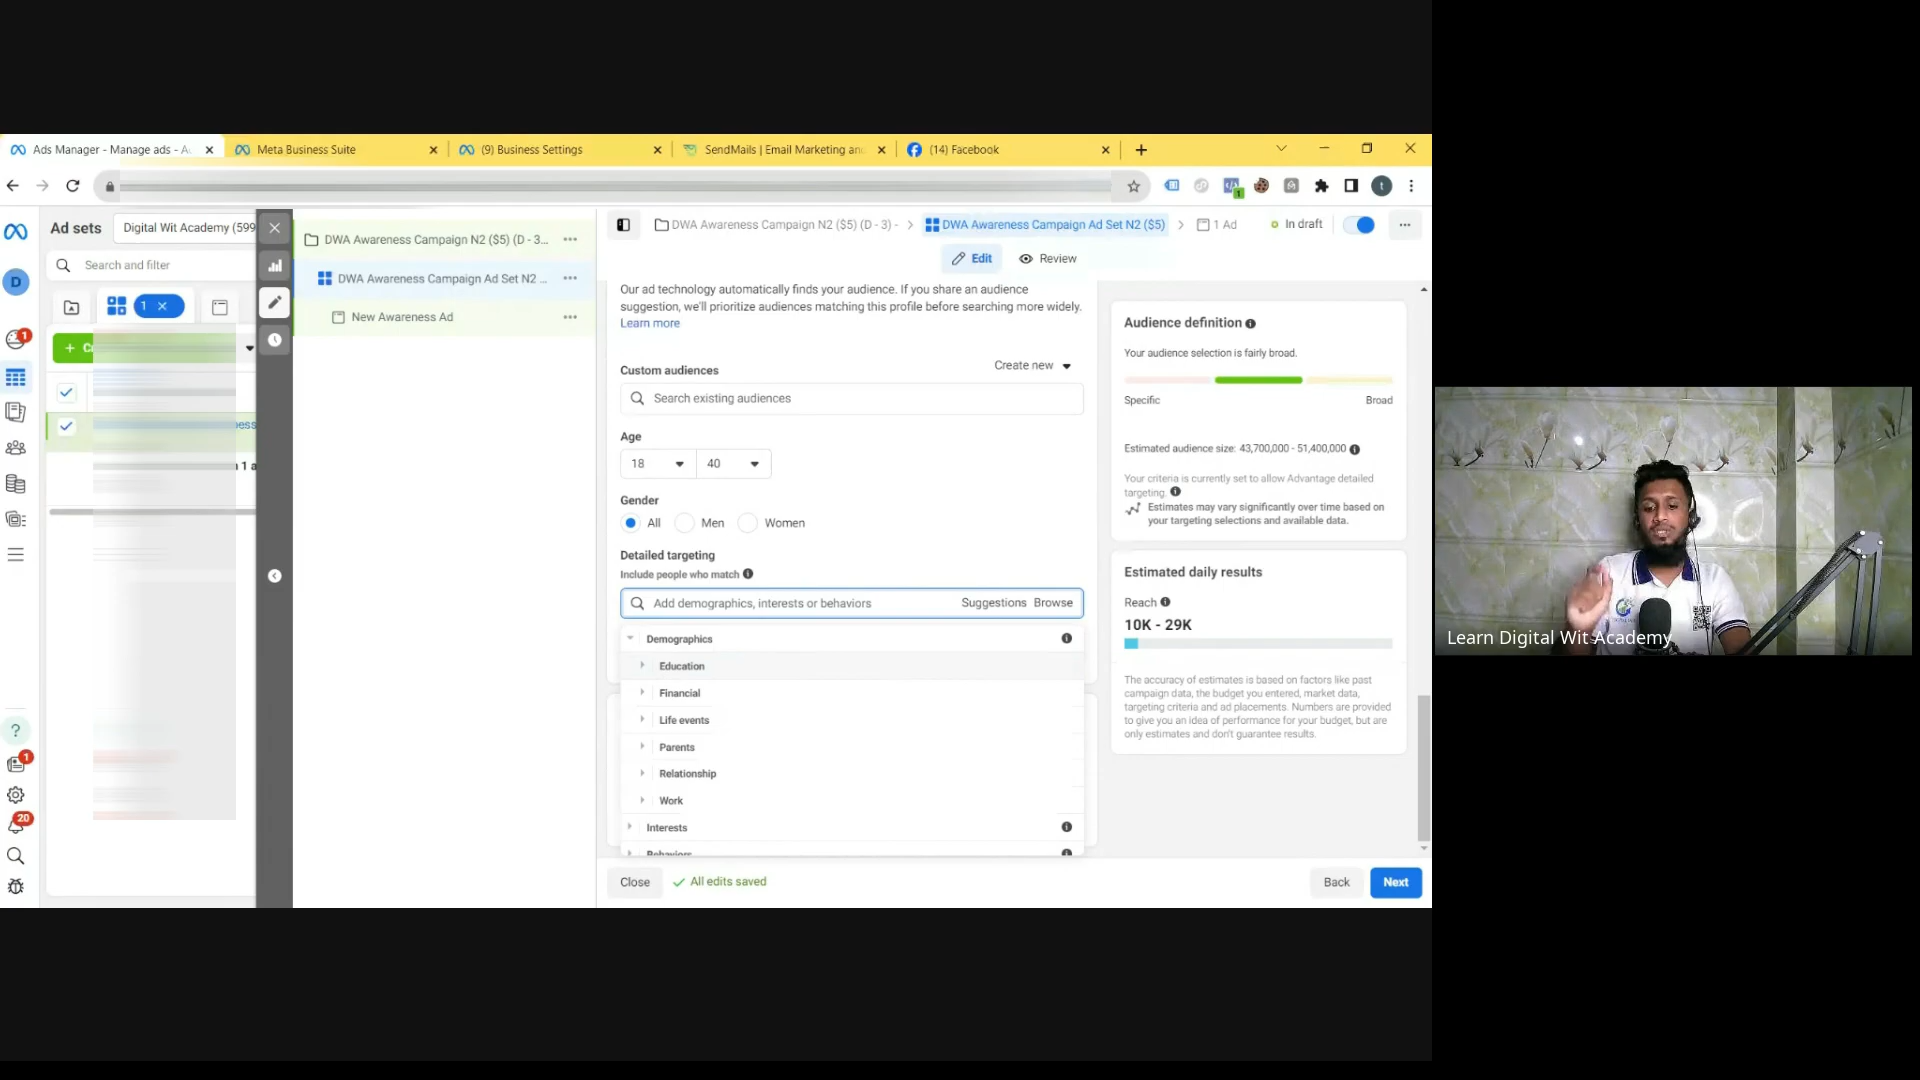 Ads Manager - Manage ads - A
Meta Business Suite
(9) Business Settings
SendMails | Email Marketing an
(14) Facebook
Ad sets
Digital Wit Academy (599
DWA Awareness Campaign N2 ($5) (D - 3...
DWA Awareness Campaign N2 ($5) (D - 3) -
DWA Awareness Campaign Ad Set N2 ($5)
1 Ad
In draft
Search and filter
Edit
Review
DWA Awareness Campaign Ad Set N2 ...
New Awareness Ad
1
Our ad technology automatically finds your audience. If you share an audience
suggestion, we'll prioritize audiences matching this profile before searching more widely.
Learn more
Custom audiences
Create new
Search existing audiences
Age
18
40
Gender
All
Men
Women
Detailed targeting
Include people who match
Add demographics, interests or behaviors
Suggestions
Browse
Demographics
Education
Financial
Life events
Parents
Relationship
Work
Interests
Behaviors
Audience definition
Your audience selection is fairly broad.
Specific
Broad
Estimated audience size: 43,700,000 - 51,400,000
Your criteria is currently set to allow Advantage detailed
targeting.
Estimates may vary significantly over time based on
your targeting selections and available data.
Estimated daily results
Reach
10K - 29K
The accuracy of estimates is based on factors like past
campaign data, the budget you entered, market data,
targeting criteria and ad placements. Numbers are provided
to give you an idea of performance for your budget, but are
only estimates and don't guarantee results.
Close
All edits saved
Back
Next
D
1
1
20
t
1
Learn Digital Wit Academy